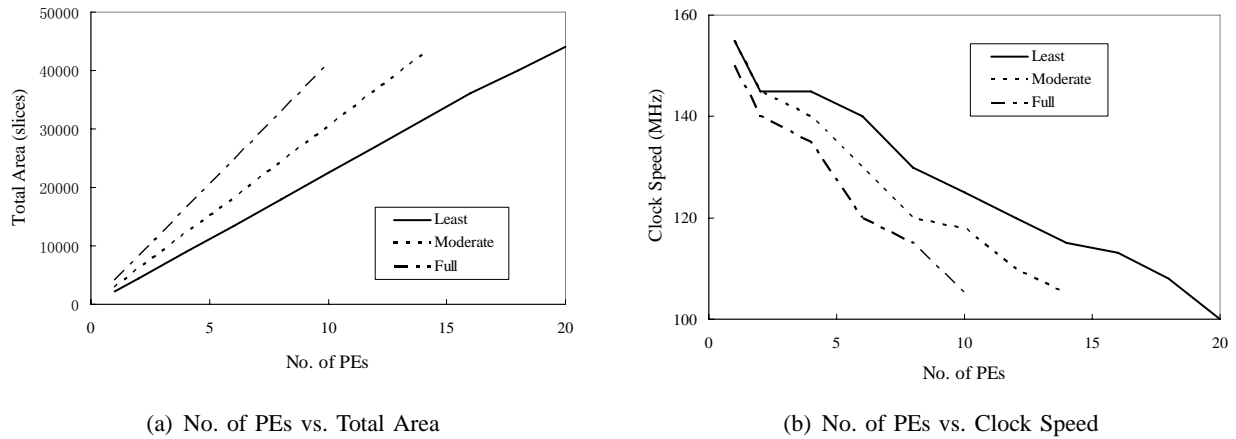 50000
40000
30000
20000
10000
0
Total Area (slices)
0 5 10 15 20
No. of PEs
Least
Moderate
Full
(a) No. of PEs vs. Total Area
160
140
120
100
Clock Speed (MHz)
0 5 10 15 20
No. of PEs
Least
Moderate
Full
(b) No. of PEs vs. Clock Speed